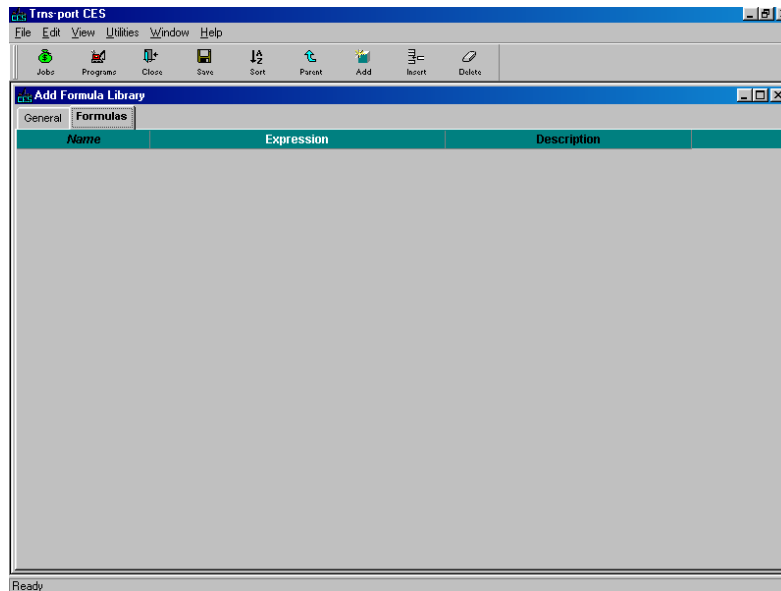 Trns·port CES
File Edit View Utilities Window Help
Jobs Programs Close Save Sort Parent Add Insert Delete
Add Formula Library
General Formulas
Name Expression Description
Ready